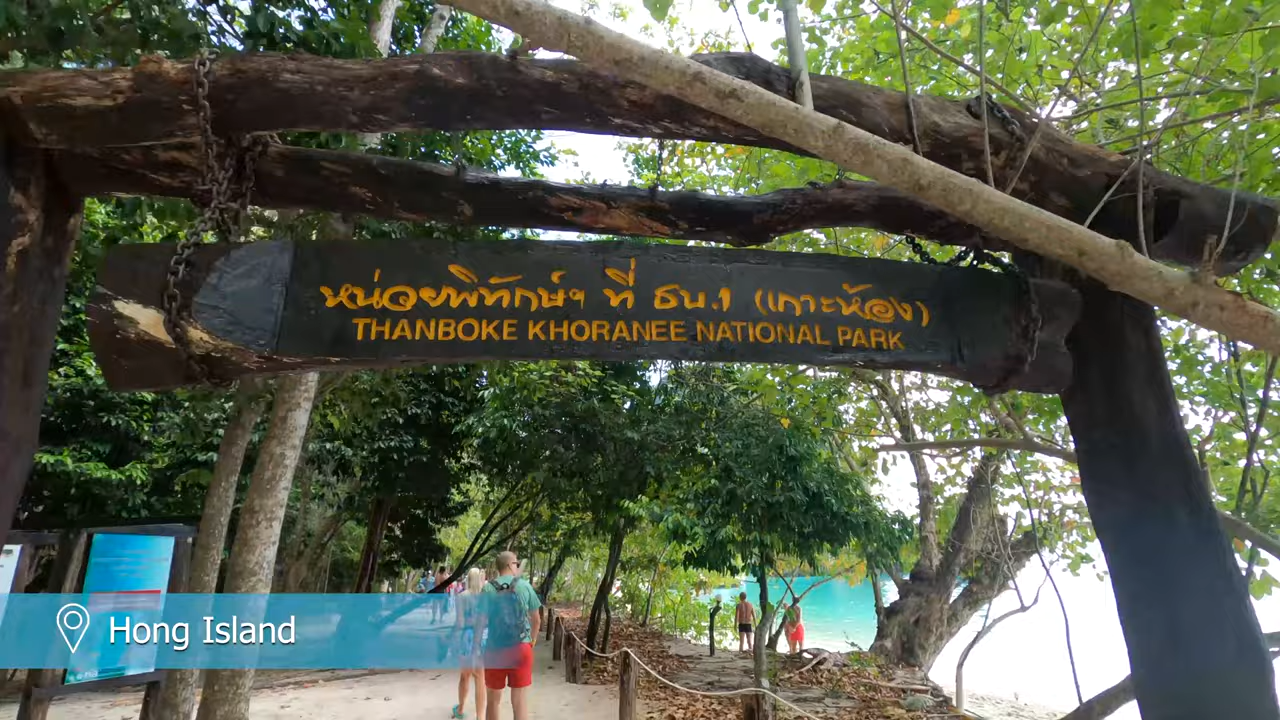 หน่วยพิทักษ์ฯ ที่ ธบ.1 (เกาะห้อง)
THANBOKE KHORANEE NATIONAL PARK
Hong Island